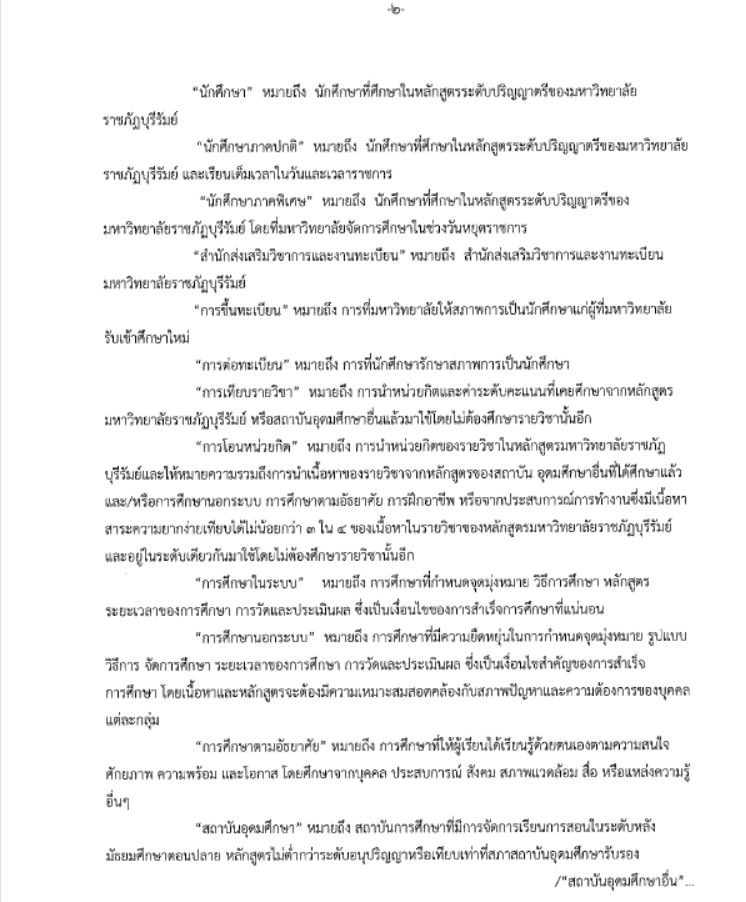 -๒-
“นักศึกษา” หมายถึง นักศึกษาที่ศึกษาในหลักสูตรระดับปริญญาตรีของมหาวิทยาลัย
ราชภัฏบุรีรัมย์
“นักศึกษาภาคปกติ” หมายถึง นักศึกษาที่ศึกษาในหลักสูตรระดับปริญญาตรีของมหาวิทยาลัย
ราชภัฏบุรีรัมย์ และเรียนเต็มเวลาในวันและเวลาราชการ
“นักศึกษาภาคพิเศษ” หมายถึง นักศึกษาที่ศึกษาในหลักสูตรระดับปริญญาตรีของ
มหาวิทยาลัยราชภัฏบุรีรัมย์ โดยที่มหาวิทยาลัยจัดการศึกษาในช่วงวันหยุดราชการ
“สำนักส่งเสริมวิชาการและงานทะเบียน” หมายถึง สำนักส่งเสริมวิชาการและงานทะเบียน
มหาวิทยาลัยราชภัฏบุรีรัมย์
“การขึ้นทะเบียน” หมายถึง การที่มหาวิทยาลัยให้สภาพการเป็นนักศึกษาแก่ผู้ที่มหาวิทยาลัย
รับเข้าศึกษาใหม่
“การต่อทะเบียน” หมายถึง การที่นักศึกษารักษาสภาพการเป็นนักศึกษา
“การเทียบรายวิชา” หมายถึง การนำหน่วยกิตและค่าระดับคะแนนที่เคยศึกษาจากหลักสูตร
มหาวิทยาลัยราชภัฏบุรีรัมย์ หรือสถาบันอุดมศึกษาอื่นแล้วมาใช้โดยไม่ต้องศึกษารายวิชานั้นอีก
“การโอนหน่วยกิต” หมายถึง การนำหน่วยกิตของรายวิชาในหลักสูตรมหาวิทยาลัยราชภัฏ
บุรีรัมย์และให้หมายความรวมถึงการนำเนื้อหาของรายวิชาจากหลักสูตรของสถาบัน อุดมศึกษาอื่นที่ได้ศึกษาแล้ว
และ/หรือการศึกษานอกระบบ การศึกษาตามอัธยาศัย การฝึกอาชีพ หรือจากประสบการณ์การทำงานซึ่งมีเนื้อหา
สาระความยากง่ายเทียบได้ไม่น้อยกว่า ๓ ใน ๔ ของเนื้อหาในรายวิชาของหลักสูตรมหาวิทยาลัยราชภัฏบุรีรัมย์
และอยู่ในระดับเดียวกันมาใช้โดยไม่ต้องศึกษารายวิชานั้นอีก
“การศึกษาในระบบ” หมายถึง การศึกษาที่กำหนดจุดมุ่งหมาย วิธีการศึกษา หลักสูตร
ระยะเวลาของการศึกษา การวัดและประเมินผล ซึ่งเป็นเงื่อนไขของการสำเร็จการศึกษาที่แน่นอน
“การศึกษานอกระบบ” หมายถึง การศึกษาที่มีความยืดหยุ่นในการกำหนดจุดมุ่งหมาย รูปแบบ
วิธีการ จัดการศึกษา ระยะเวลาของการศึกษา การวัดและประเมินผล ซึ่งเป็นเงื่อนไขสำคัญของการสำเร็จ
การศึกษา โดยเนื้อหาและหลักสูตรจะต้องมีความเหมาะสมสอดคล้องกับสภาพปัญหาและความต้องการของบุคคล
แต่ละกลุ่ม
“การศึกษาตามอัธยาศัย” หมายถึง การศึกษาที่ให้ผู้เรียนได้เรียนรู้ด้วยตนเองตามความสนใจ
ศักยภาพ ความพร้อม และโอกาส โดยศึกษาจากบุคคล ประสบการณ์ สังคม สภาพแวดล้อม สื่อ หรือแหล่งความรู้
อื่นๆ
“สถาบันอุดมศึกษา” หมายถึง สถาบันการศึกษาที่มีการจัดการเรียนการสอนในระดับหลัง
มัธยมศึกษาตอนปลาย หลักสูตรไม่ต่ำกว่าระดับอนุปริญญาหรือเทียบเท่าที่สภาสถาบันอุดมศึกษารับรอง
/“สถาบันอุดมศึกษาอื่น”...